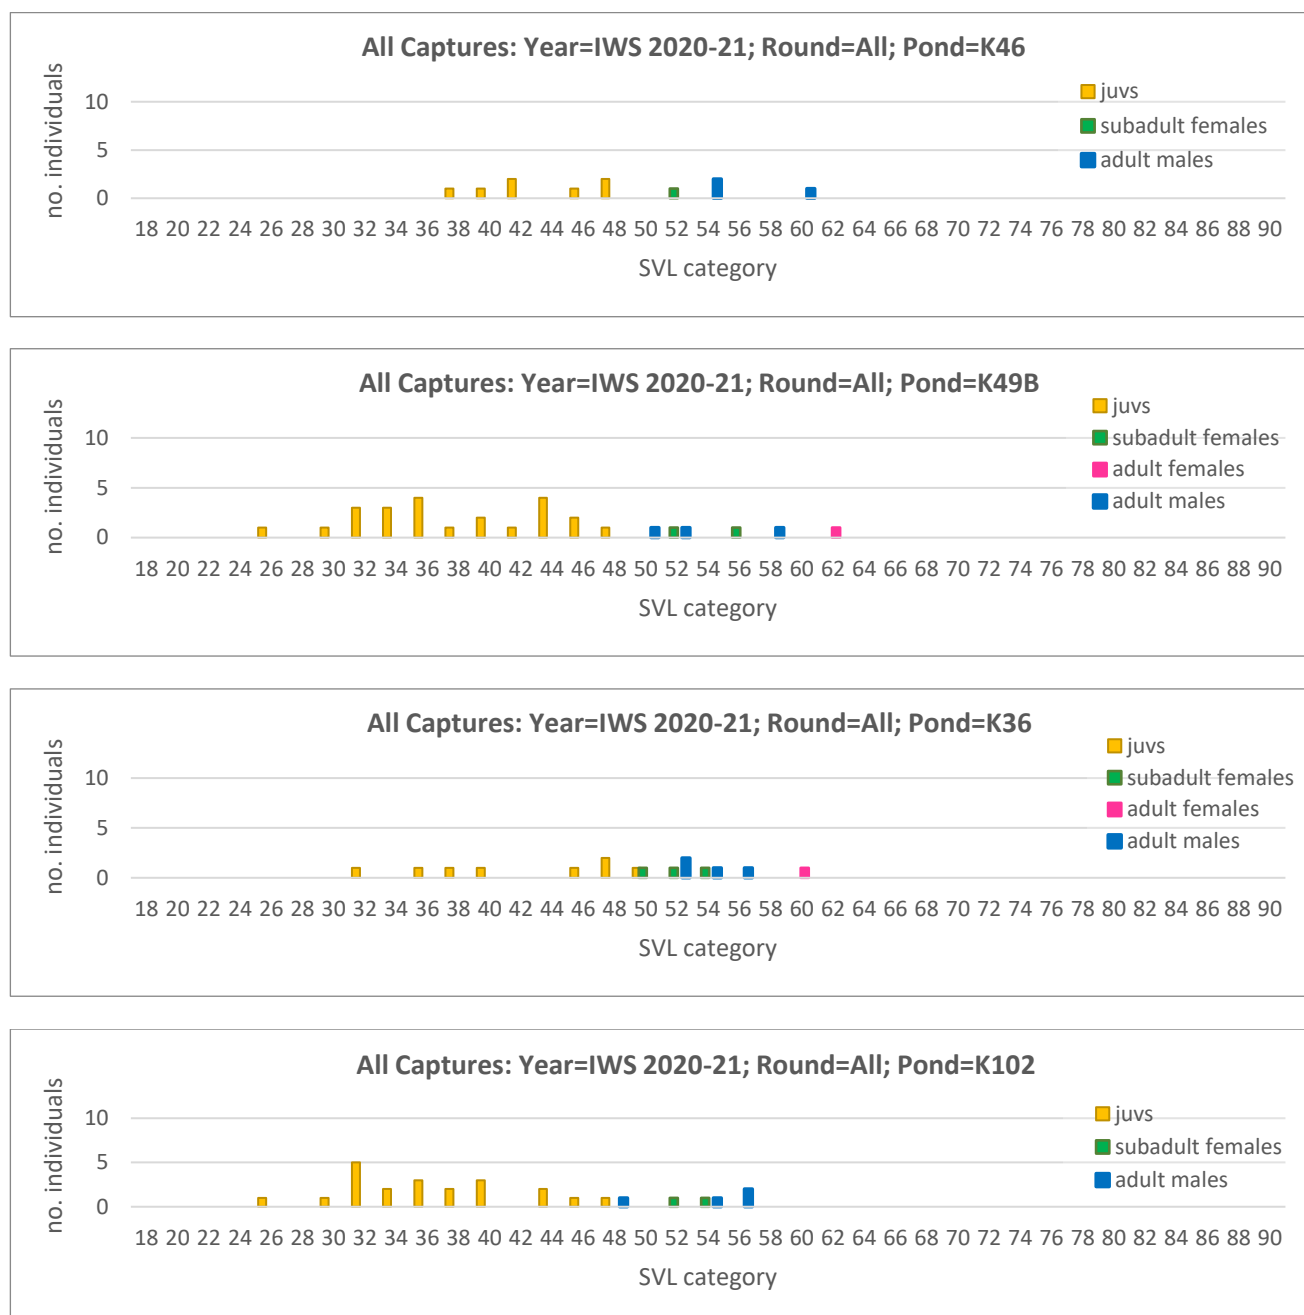 All Captures: Year=IWS 2020-21; Round=All; Pond=K46
no. individuals
10
5
0
juvs
subadult females
adult males
18 20 22 24 26 28 30 32 34 36 38 40 42 44 46 48 50 52 54 56 58 60 62 64 66 68 70 72 74 76 78 80 82 84 86 88 90
SVL category
All Captures: Year=IWS 2020-21; Round=All; Pond=K49B
no. individuals
10
5
0
juvs
subadult females
adult females
adult males
18 20 22 24 26 28 30 32 34 36 38 40 42 44 46 48 50 52 54 56 58 60 62 64 66 68 70 72 74 76 78 80 82 84 86 88 90
SVL category
All Captures: Year=IWS 2020-21; Round=All; Pond=K36
no. individuals
10
5
0
juvs
subadult females
adult females
adult males
18 20 22 24 26 28 30 32 34 36 38 40 42 44 46 48 50 52 54 56 58 60 62 64 66 68 70 72 74 76 78 80 82 84 86 88 90
SVL category
All Captures: Year=IWS 2020-21; Round=All; Pond=K102
no. individuals
10
5
0
juvs
subadult females
adult males
18 20 22 24 26 28 30 32 34 36 38 40 42 44 46 48 50 52 54 56 58 60 62 64 66 68 70 72 74 76 78 80 82 84 86 88 90
SVL category